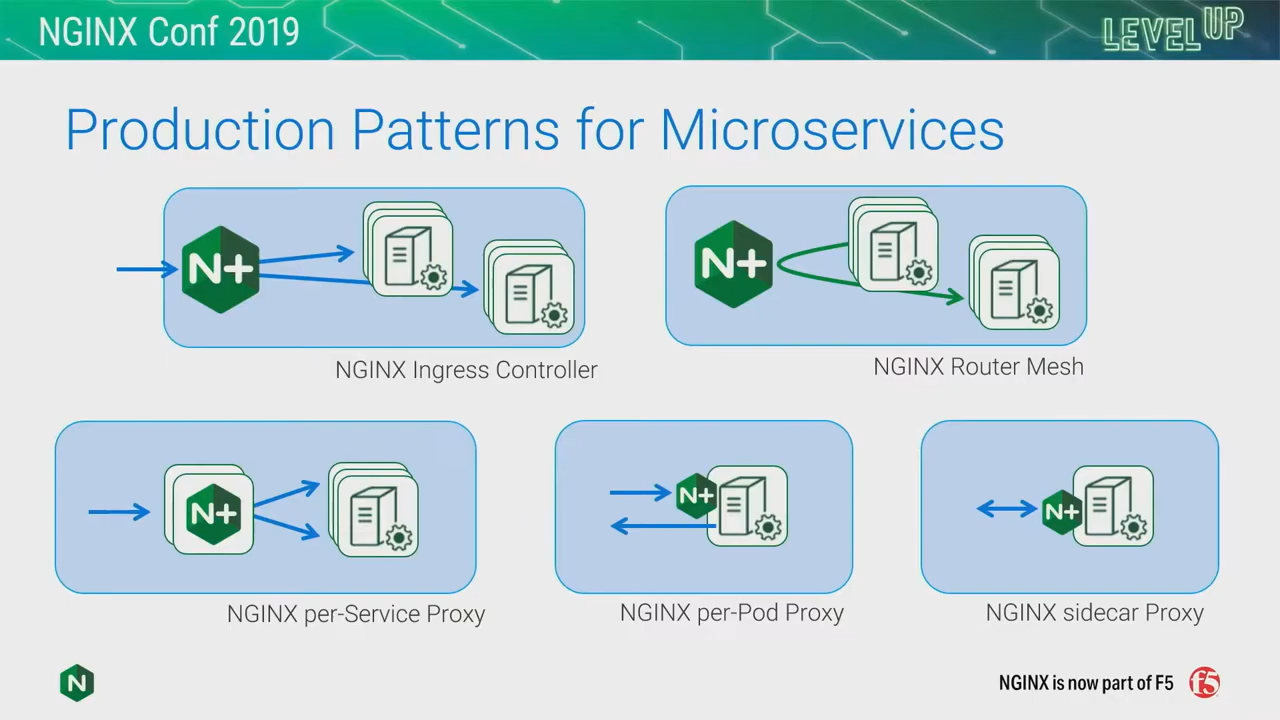 NGINX Conf 2019
LEVEL UP
Production Patterns for Microservices
N+
N+
NGINX Ingress Controller
NGINX Router Mesh
N+
N+
N+
NGINX per-Service Proxy
NGINX per-Pod Proxy
NGINX sidecar Proxy
N
NGINX is now part of F5
f5